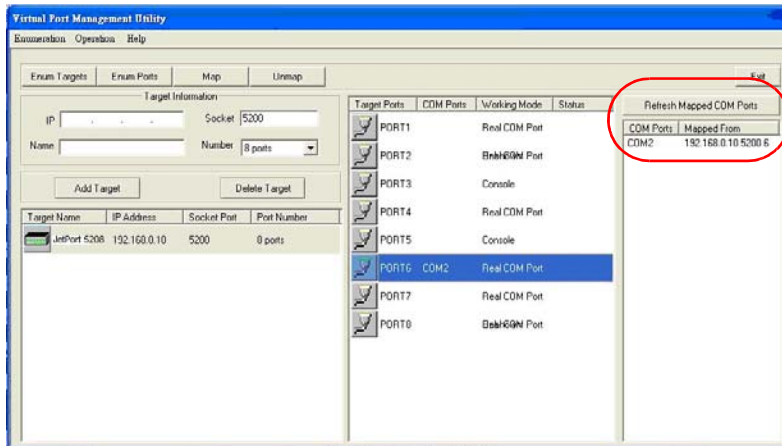 Virtual Port Management Utility
Enumeration Operation Help
Enum Targets Enum Ports Map Unmap Exit
Target Information
IP . . . Socket 5200
Name Number 8 ports
Add Target Delete Target
Target Name IP Address Socket Port Port Number
JetPort 5208 192.168.0.10 5200 8 ports
Target Ports COM Ports Working Mode Status
PORT1 Real COM Port
PORT2 Port
PORT3 Console
PORT4 Real COM Port
PORT5 Console
PORT6 COM2 Real COM Port
PORT7 Real COM Port
PORT8 Port
Refresh Mapped COM Ports
COM Ports Mapped From
COM2 192.168.0.10:5200:6